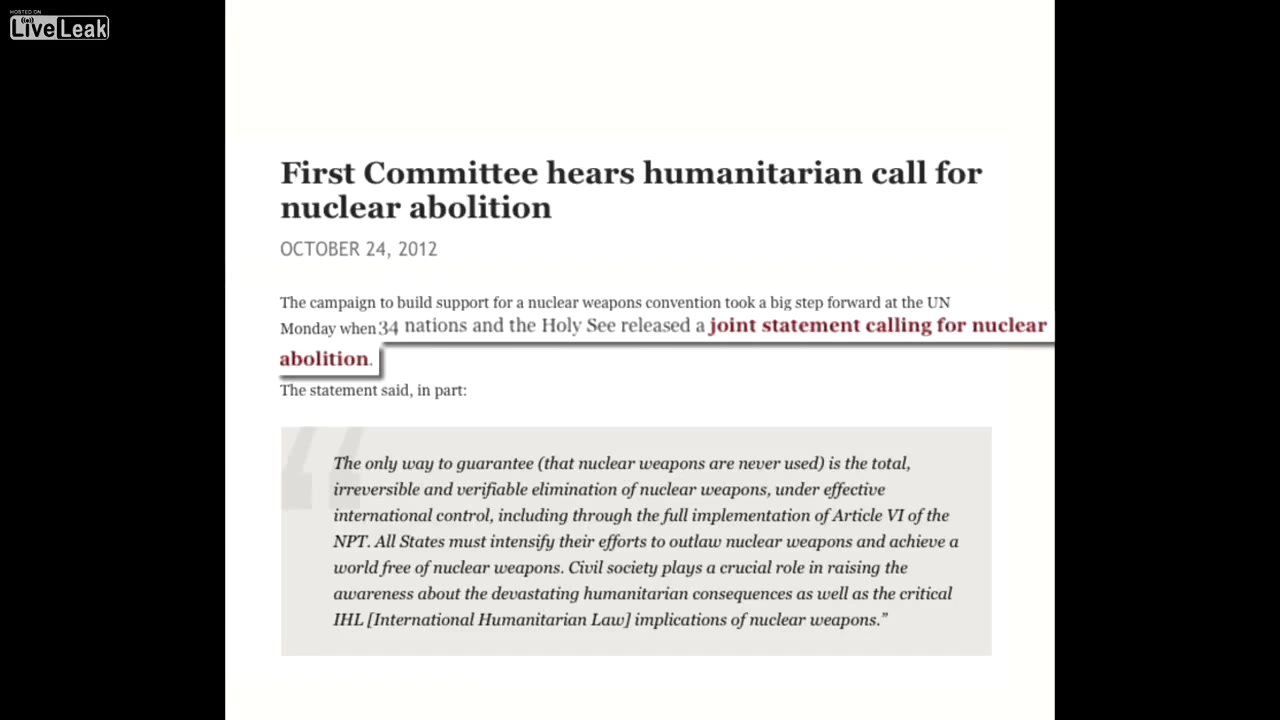 HOSTED ON
LiveLeak
First Committee hears humanitarian call for
nuclear abolition
OCTOBER 24, 2012
The campaign to build support for a nuclear weapons convention took a big step forward at the UN
Monday when 34 nations and the Holy See released a joint statement calling for nuclear
abolition.
The statement said, in part:
“
The only way to guarantee (that nuclear weapons are never used) is the total,
irreversible and verifiable elimination of nuclear weapons, under effective
international control, including through the full implementation of Article VI of the
NPT. All States must intensify their efforts to outlaw nuclear weapons and achieve a
world free of nuclear weapons. Civil society plays a crucial role in raising the
awareness about the devastating humanitarian consequences as well as the critical
IHL [International Humanitarian Law] implications of nuclear weapons.”